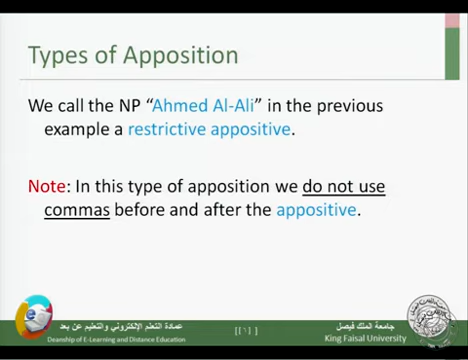 Types of Apposition
We call the NP “Ahmed Al-Ali” in the previous
example a restrictive appositive.
Note: In this type of apposition we do not use
commas before and after the appositive.
عمادة التعلم الإلكتروني والتعليم عن بعد
Deanship of E-Learning and Distance Education
جامعة الملك فيصل
King Faisal University